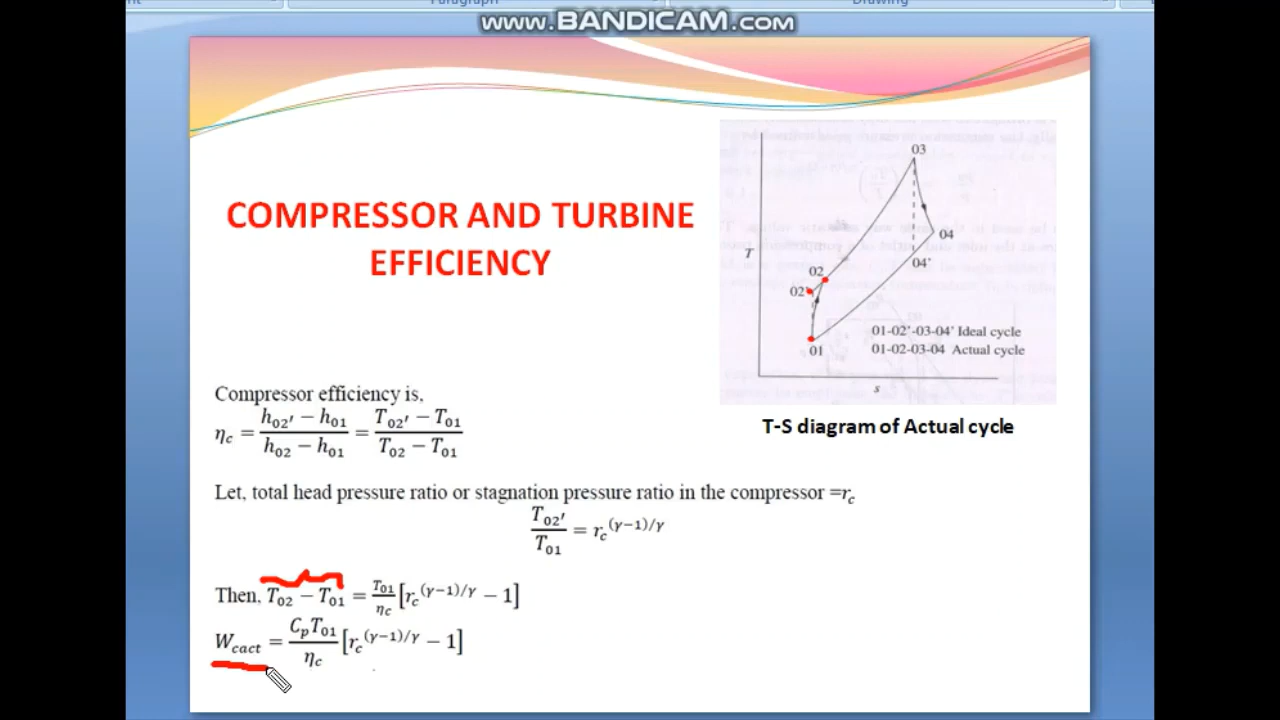 Paragraph
Drawing
www.BANDICAM.com
COMPRESSOR AND TURBINE
EFFICIENCY
03
04
T
04'
02
02'
01-02'-03-04' Ideal cycle
01
01-02-03-04 Actual cycle
s
T-S diagram of Actual cycle
Compressor efficiency is,
η_c = (h_02' − h_01)/(h_02 − h_01) = (T_02' − T_01)/(T_02 − T_01)
Let, total head pressure ratio or stagnation pressure ratio in the compressor =r_c
T_02'/T_01 = r_c^(γ−1)/γ
Then, T_02 − T_01 = T_01/η_c [r_c^(γ−1)/γ − 1]
W_cact = C_pT_01/η_c [r_c^(γ−1)/γ − 1]